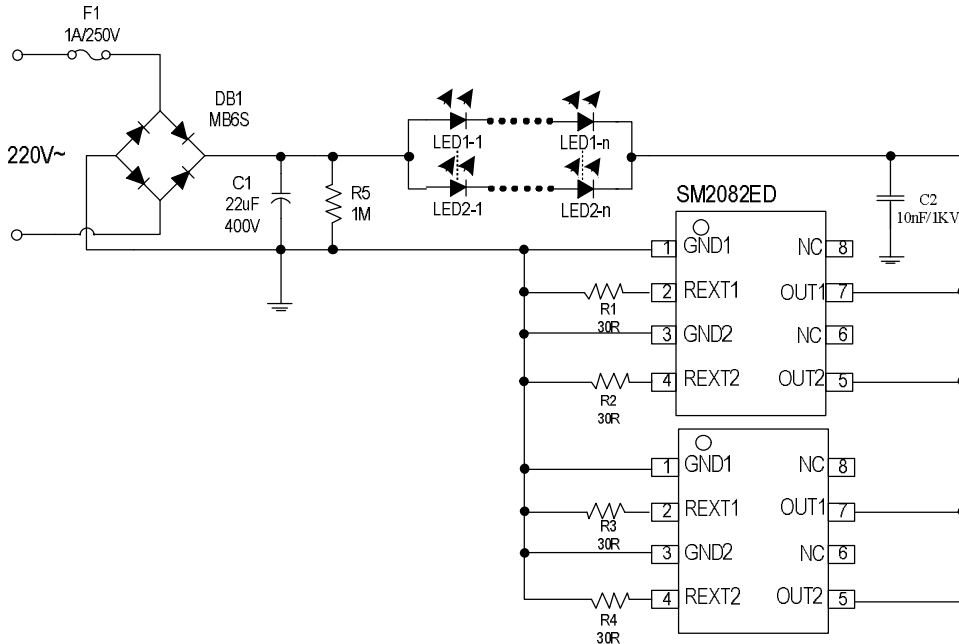 F1
1A/250V
DB1
MB6S
220V~
C1
22uF
400V
R5
1M
LED1-1
LED1-n
LED2-1
LED2-n
SM2082ED
C2
10nF/1KV
1 GND1 NC 8
2 REXT1 OUT1 7
R1
30R
3 GND2 NC 6
4 REXT2 OUT2 5
R2
30R
1 GND1 NC 8
2 REXT1 OUT1 7
R3
30R
3 GND2 NC 6
4 REXT2 OUT2 5
R4
30R